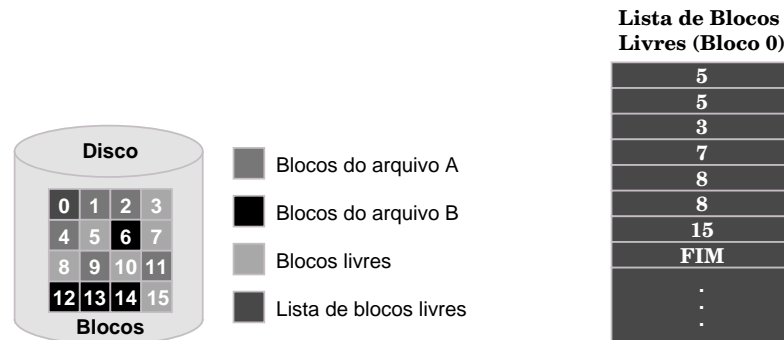 Lista de Blocos
Livres (Bloco 0)
5
5
3
7
8
8
15
FIM
.
.
.
Disco
0 1 2 3
4 5 6 7
8 9 10 11
12 13 14 15
Blocos
Blocos do arquivo A
Blocos do arquivo B
Blocos livres
Lista de blocos livres